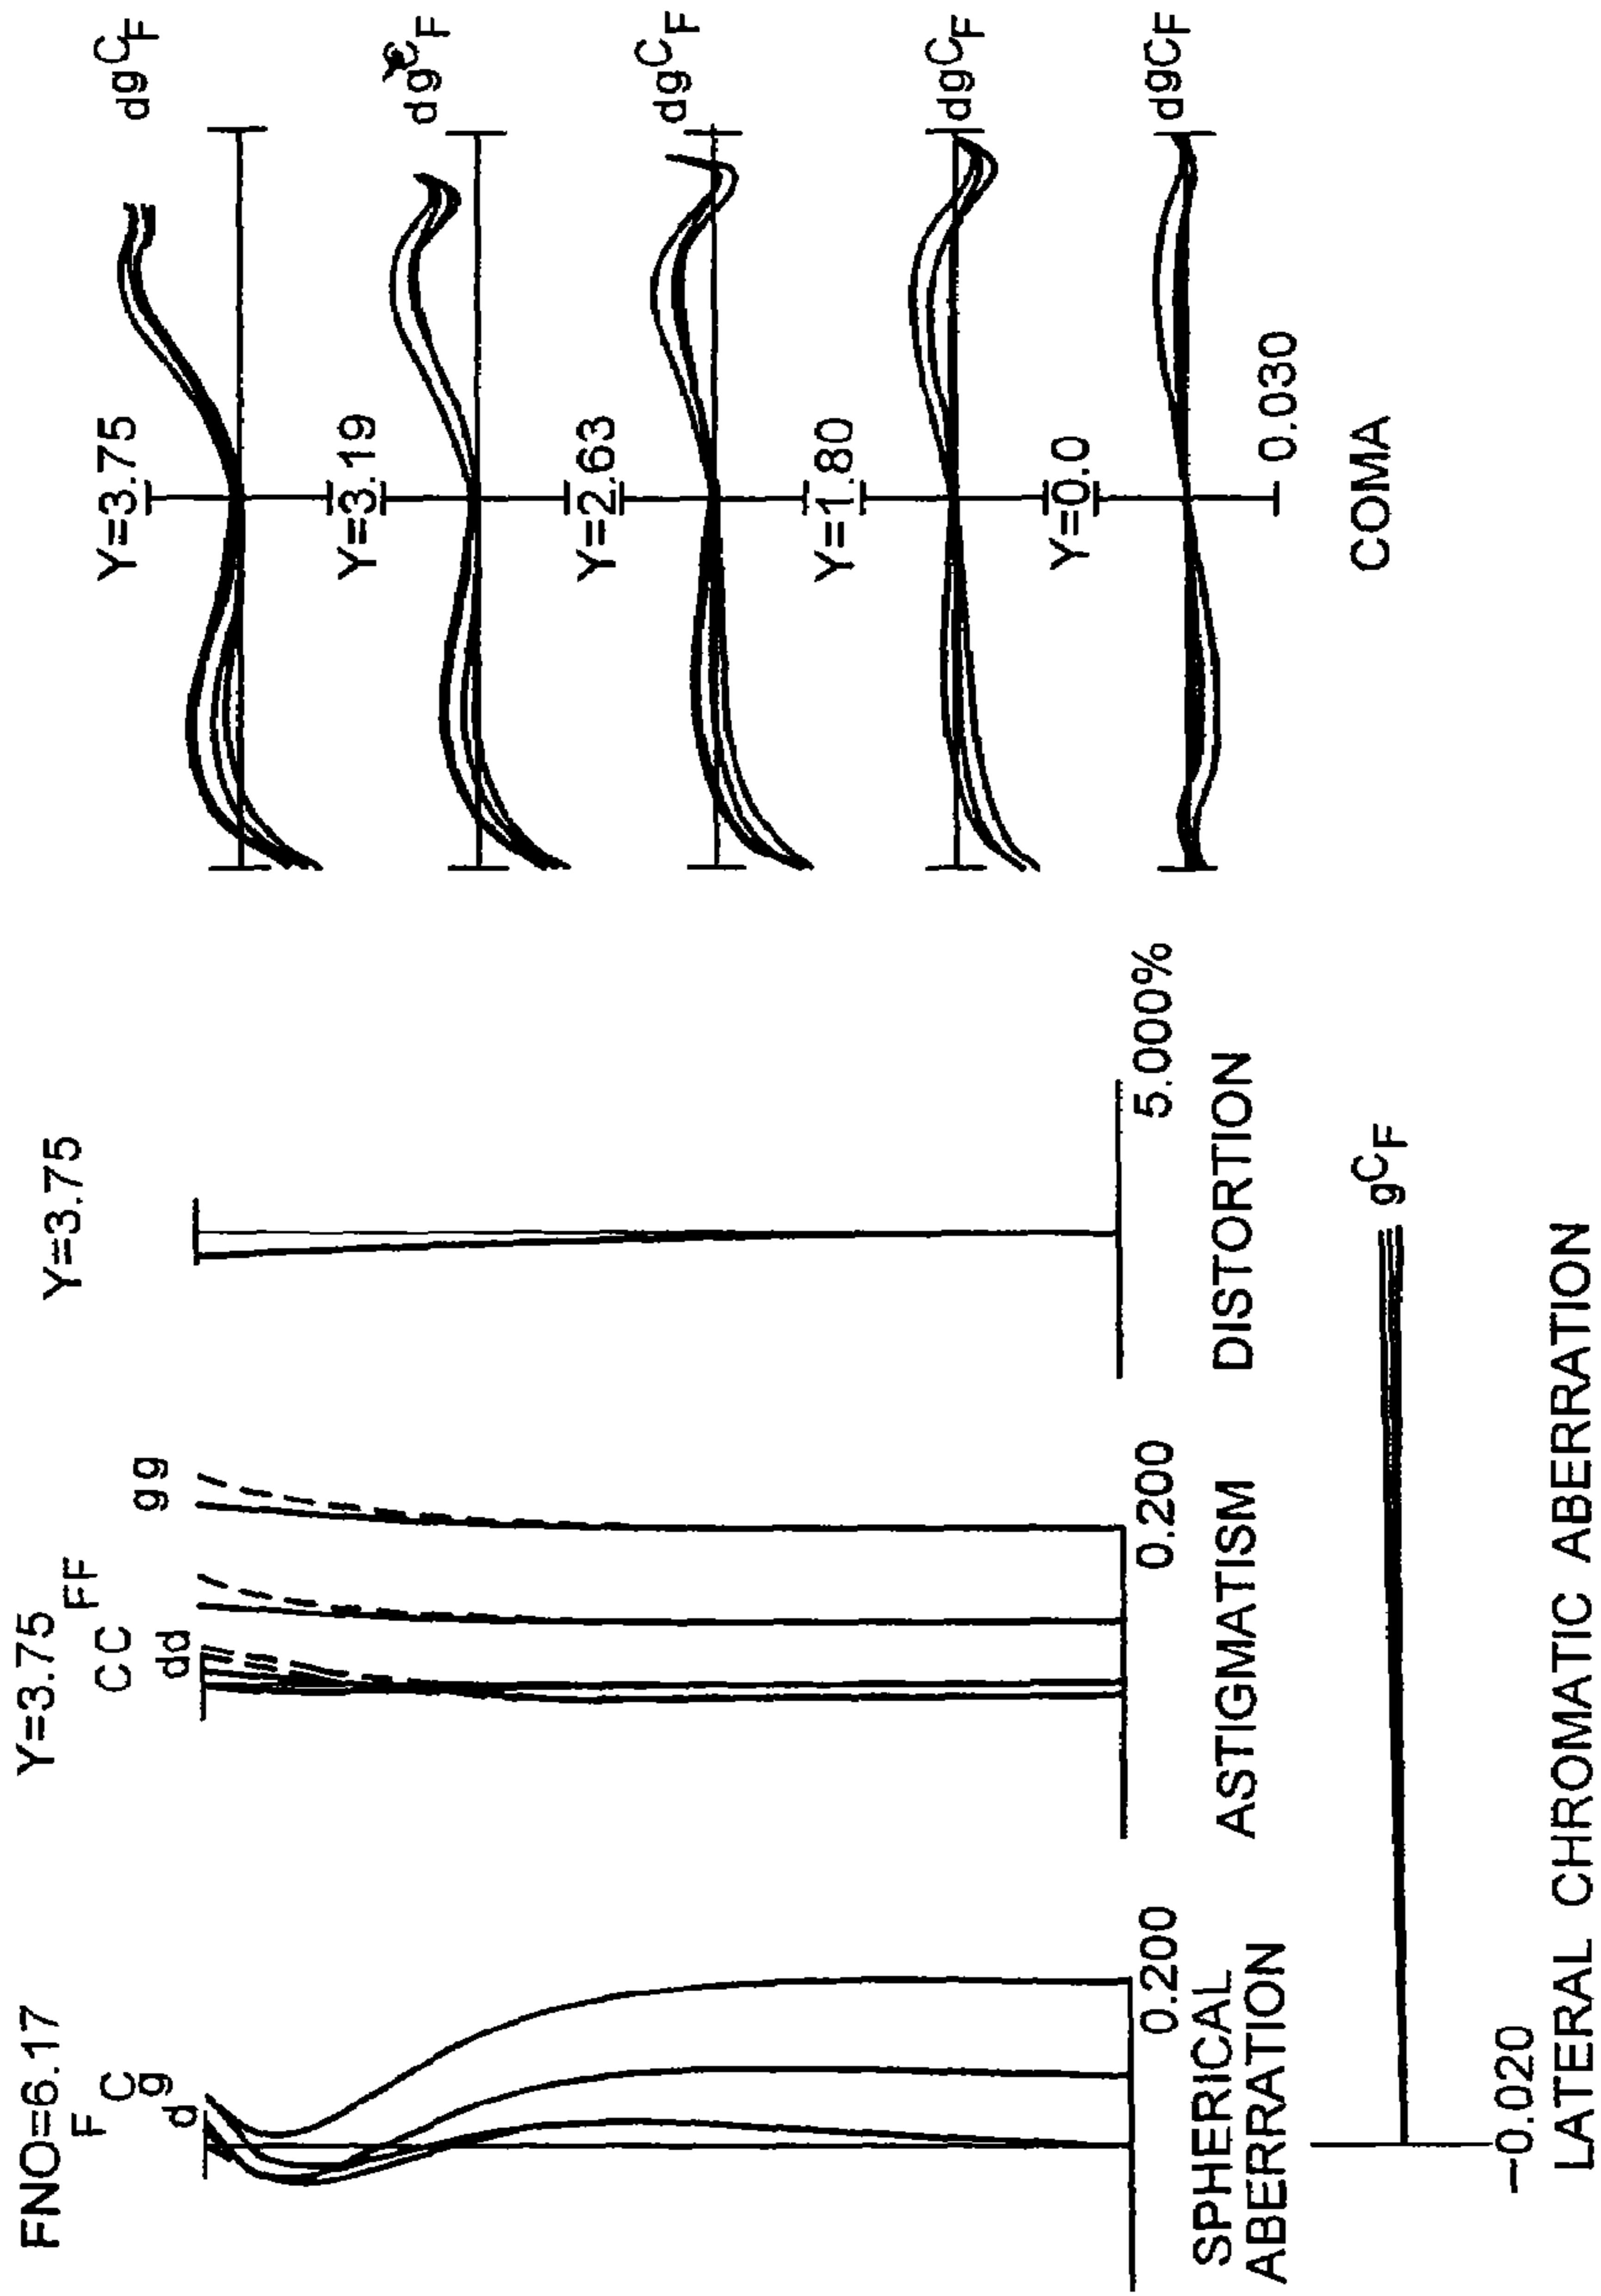 FNO=6.17
F
C
d
g
0.200
SPHERICAL
ABERRATION
Y=3.75
FF
CC
dd
gg
0.200
ASTIGMATISM
Y=3.75
5.000%
DISTORTION
Y=3.75
dgCF
Y=3.19
dgCF
Y=2.63
dgCF
Y=1.80
dgCF
Y=0.0
dgCF
0.030
COMA
gCF
−0.020
LATERAL CHROMATIC ABERRATION